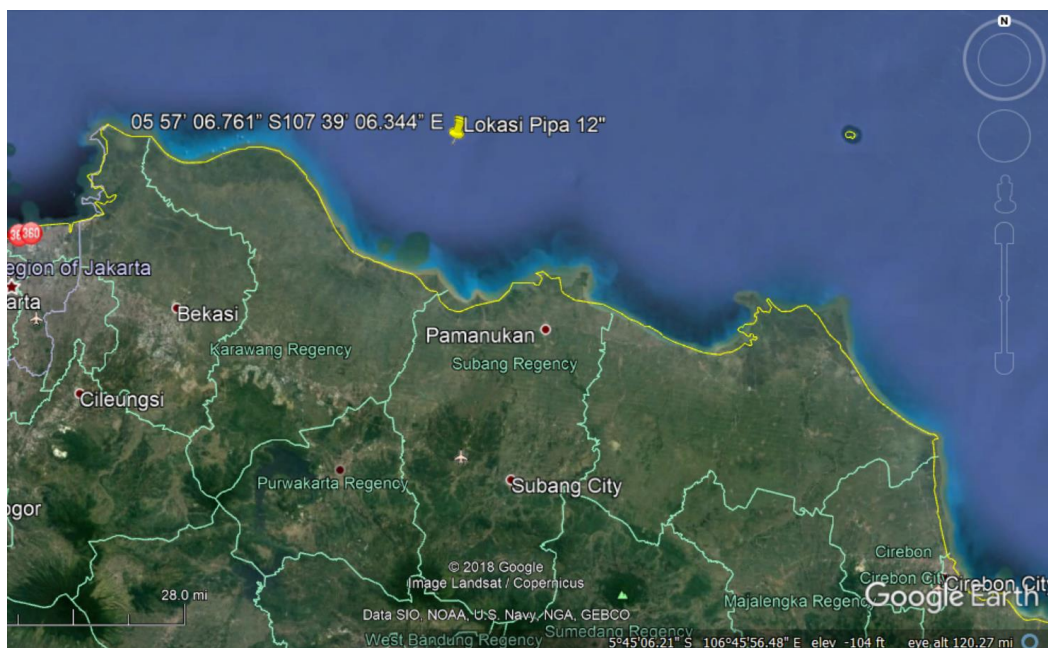 N
05 57' 06.761" S107 39' 06.344" E
Lokasi Pipa 12"
360
egion of Jakarta
arta
Bekasi
Karawang Regency
Pamanukan
Subang Regency
Cileungsi
Purwakarta Regency
Subang City
ogor
Cirebon
Cirebon City
Cirebon City
© 2018 Google
Image Landsat / Copernicus
28.0 mi
Majalengka Regency
Google Earth
Data SIO, NOAA, U.S. Navy, NGA, GEBCO
West Bandung Regency
Sumedang Regency
5°45'06.21" S 106°45'56.48" E elev -104 ft eye alt 120.27 mi